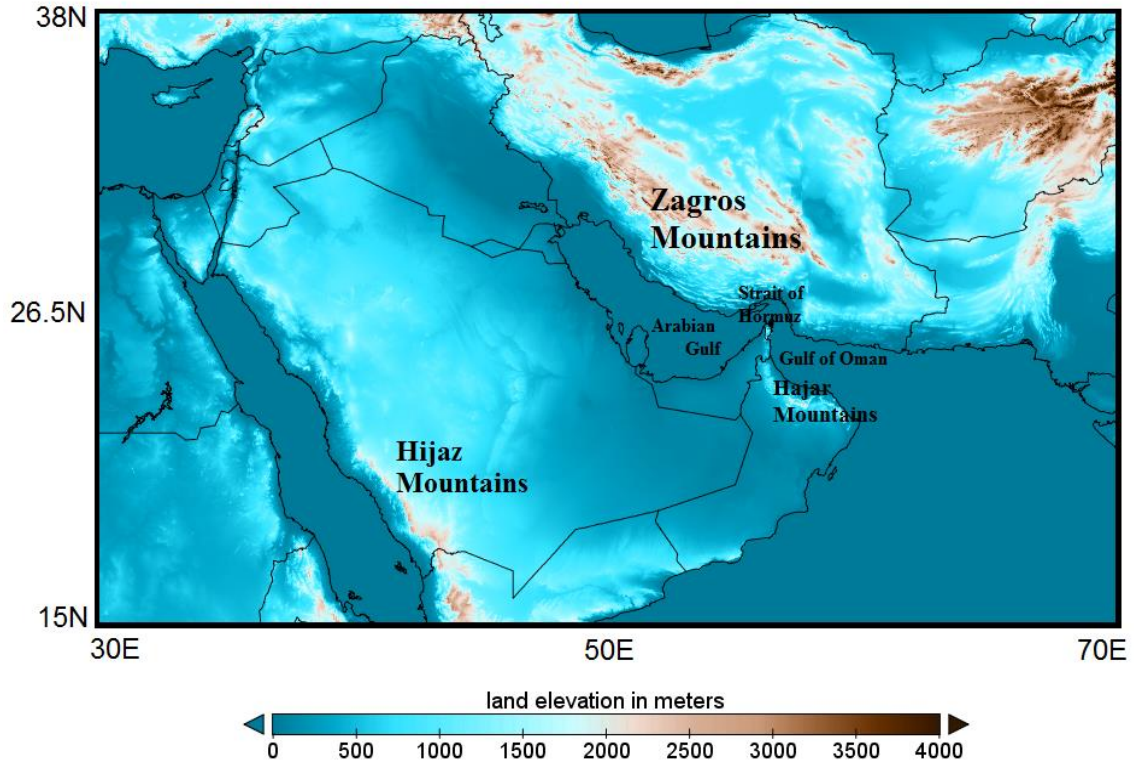 38N
Zagros
Mountains
26.5N
Strait of
Hormuz
Arabian
Gulf
Gulf of Oman
Hajar
Mountains
Hijaz
Mountains
15N
30E
50E
70E
land elevation in meters
0 500 1000 1500 2000 2500 3000 3500 4000